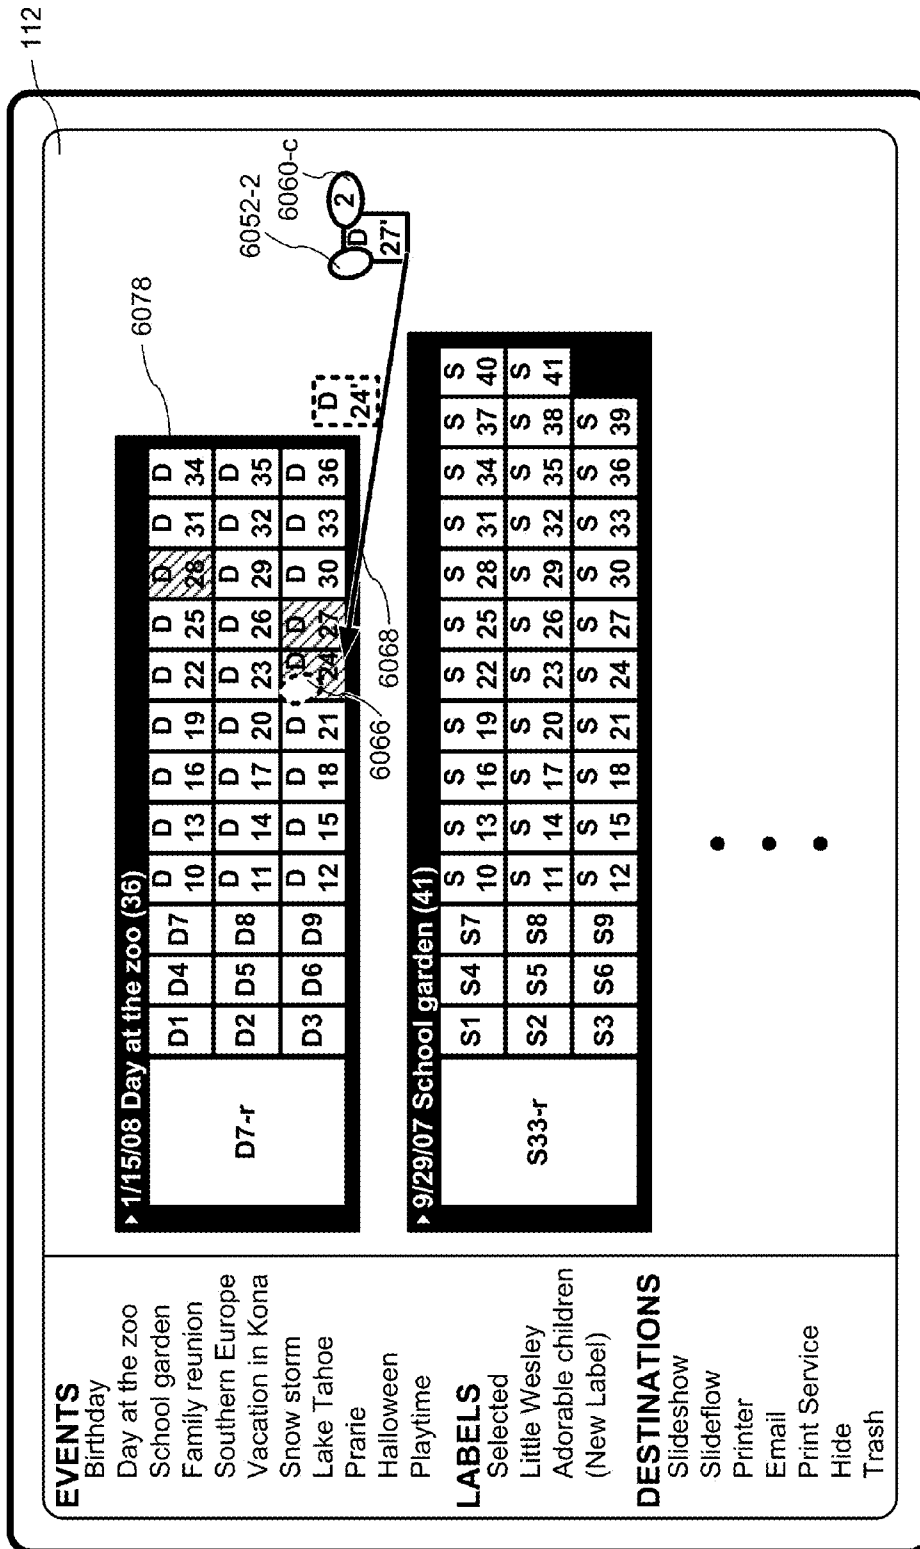 112
EVENTS
Birthday
Day at the zoo
School garden
Family reunion
Southern Europe
Vacation in Kona
Snow storm
Lake Tahoe
Prarie
Halloween
Playtime
LABELS
Selected
Little Wesley
Adorable children
(New Label)
DESTINATIONS
Slideshow
Slideflow
Printer
Email
Print Service
Hide
Trash
1/15/08 Day at the zoo (36)
6078
D7-r
D1 D4 D7 D 10 D 13 D 16 D 19 D 22 D 25 D 28 D 31 D 34
D2 D5 D8 D 11 D 14 D 17 D 20 D 23 D 26 D 29 D 32 D 35
D3 D6 D9 D 12 D 15 D 18 D 21 D 24 D 27 D 30 D 33 D 36
6052-2
6060-c
2
D 27'
D 24'
6066
6068
9/29/07 School garden (41)
S33-r
S1 S4 S7 S 10 S 13 S 16 S 19 S 22 S 25 S 28 S 31 S 34 S 37 S 40
S2 S5 S8 S 11 S 14 S 17 S 20 S 23 S 26 S 29 S 32 S 35 S 38 S 41
S3 S6 S9 S 12 S 15 S 18 S 21 S 24 S 27 S 30 S 33 S 36 S 39